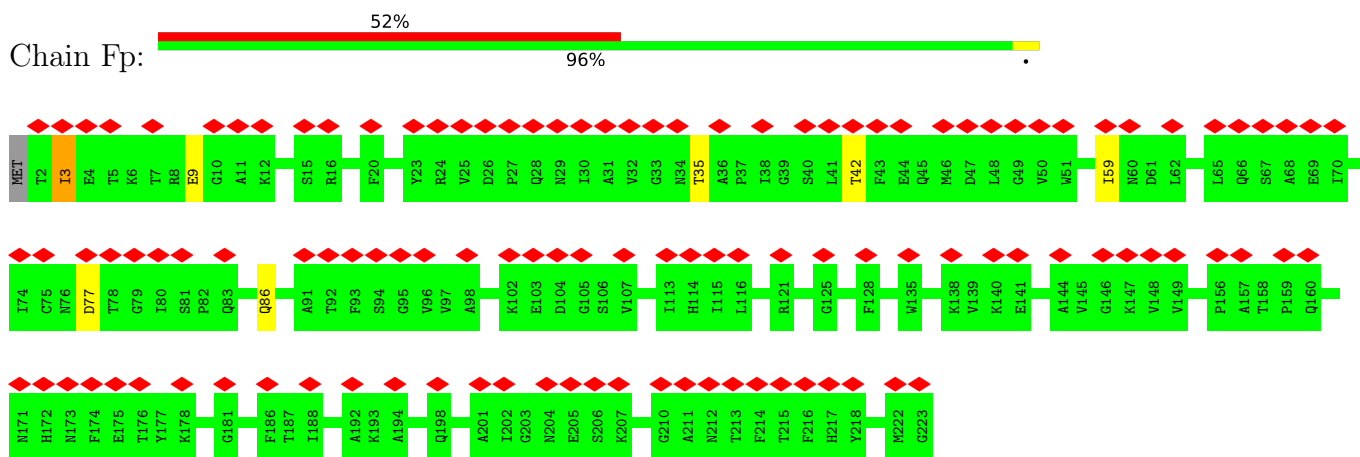 52%
Chain Fp:
96% •
MET T2 I3 E4 T5 K6 T7 R8 E9 G10 A11 K12 S15 R16 F20 Y23 R24 V25 D26 P27 Q28 N29 I30 A31 V32 G33 N34 T35 A36 P37 I38 G39 S40 L41 T42 F43 E44 Q45 M46 D47 L48 G49 V50 W51 I59 N60 D61 L62 L65 Q66 S67 A68 E69 I70
I74 C75 N76 D77 T78 G79 I80 S81 P82 Q83 Q86 A91 T92 F93 S94 G95 V96 V97 A98 K102 E103 D104 G105 S106 V107 I113 H114 I115 L116 R121 G125 F128 W135 K138 V139 K140 E141 A144 V145 G146 K147 V148 V149 P156 A157 T158 P159 Q160
N171 H172 N173 F174 E175 T176 Y177 K178 G181 F186 T187 I188 A192 K193 A194 Q198 A201 I202 G203 N204 E205 S206 K207 G210 A211 N212 T213 F214 T215 F216 H217 Y218 M222 G223